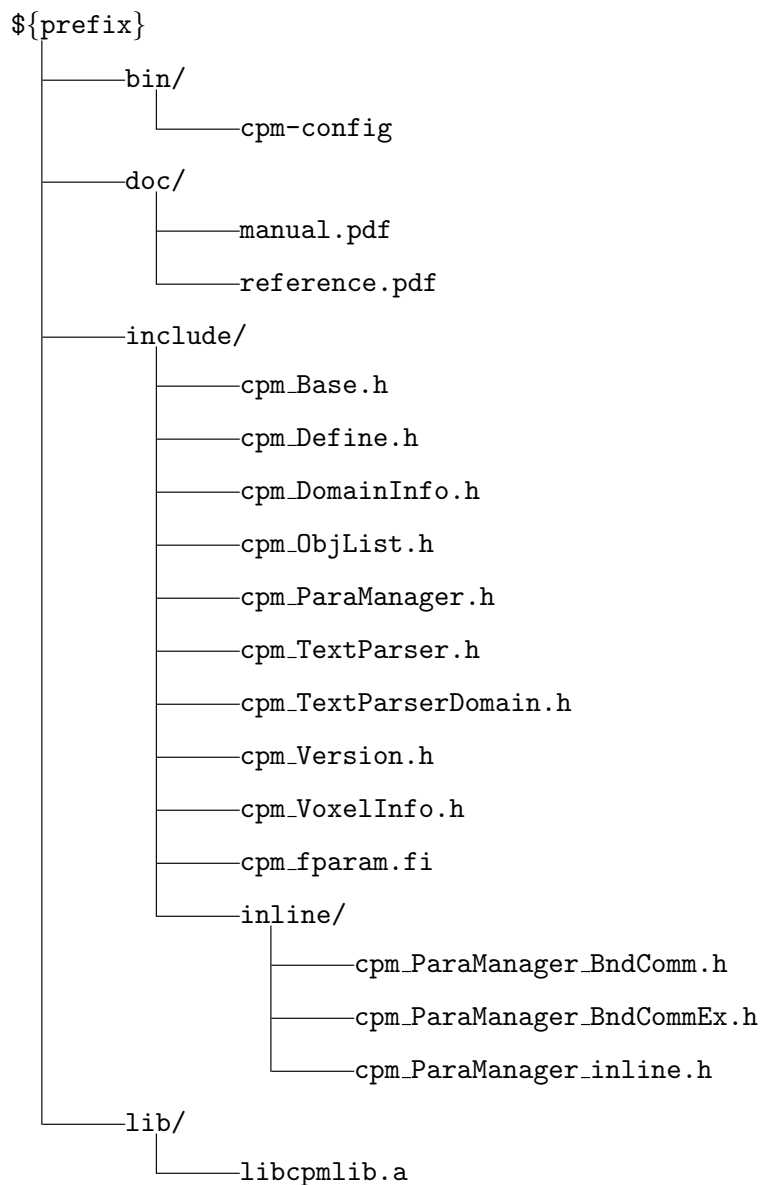 ${prefix}
bin/
cpm-config
doc/
manual.pdf
reference.pdf
include/
cpm_Base.h
cpm_Define.h
cpm_DomainInfo.h
cpm_ObjList.h
cpm_ParaManager.h
cpm_TextParser.h
cpm_TextParserDomain.h
cpm_Version.h
cpm_VoxelInfo.h
cpm_fparam.fi
inline/
cpm_ParaManager_BndComm.h
cpm_ParaManager_BndCommEx.h
cpm_ParaManager_inline.h
lib/
libcpmlib.a